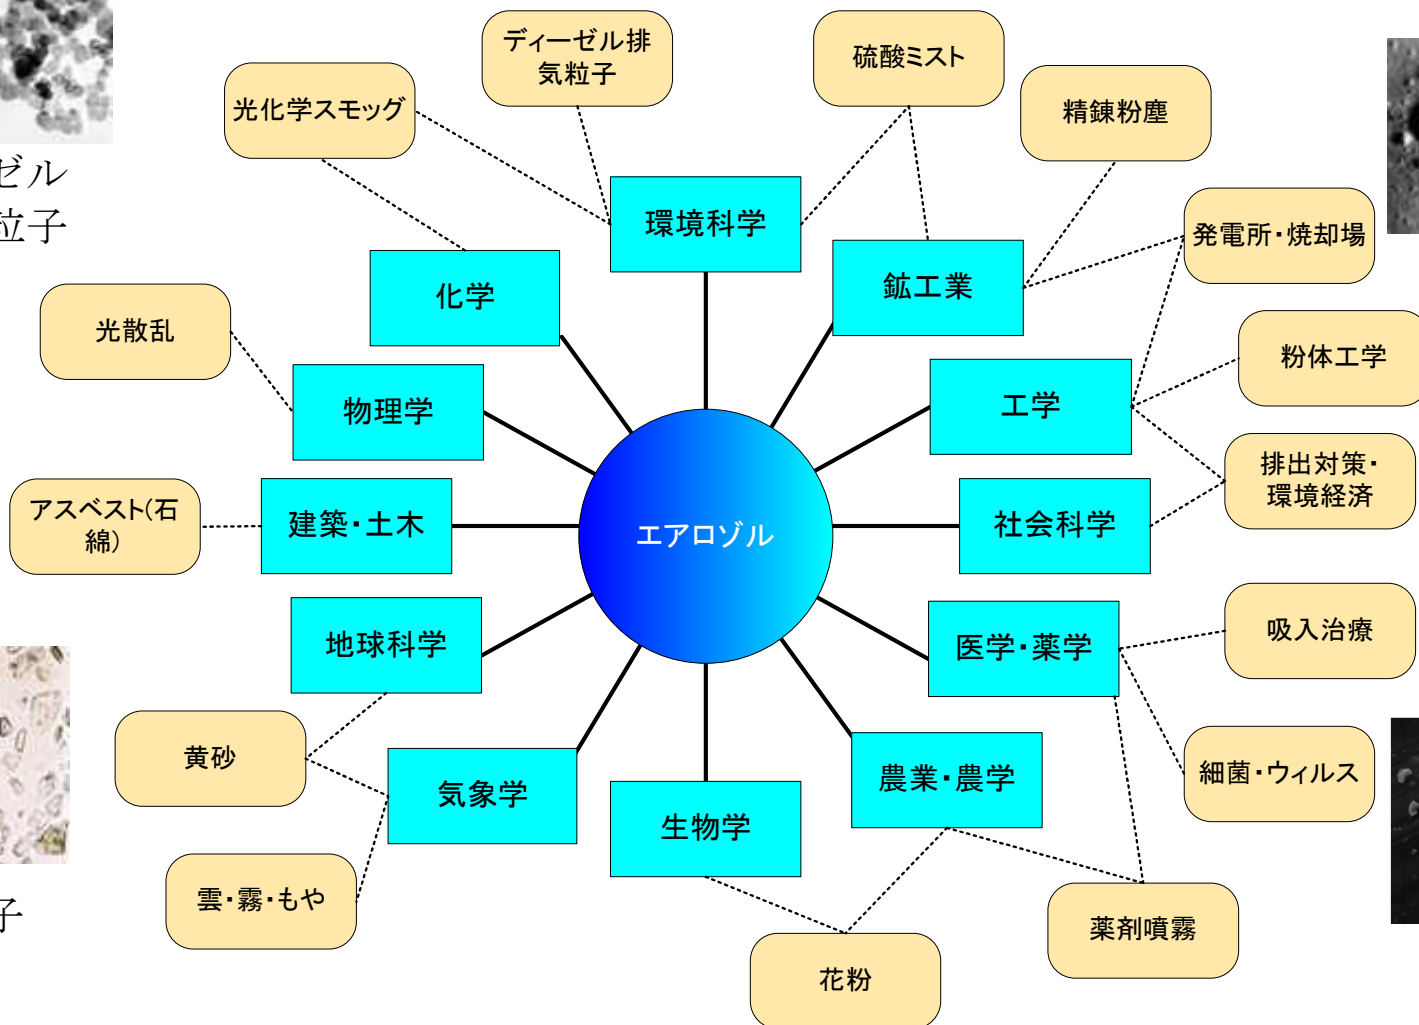 ディーゼル排
気粒子
硫酸ミスト
光化学スモッグ
精錬粉塵
ゼル
粒子
環境科学
発電所・焼却場
化学
鉱工業
光散乱
粉体工学
物理学
工学
排出対策・
環境経済
アスベスト(石
綿)
建築・土木
エアロゾル
社会科学
地球科学
医学・薬学
吸入治療
黄砂
気象学
農業・農学
細菌・ウィルス
生物学
雲・霧・もや
子
薬剤噴霧
花粉